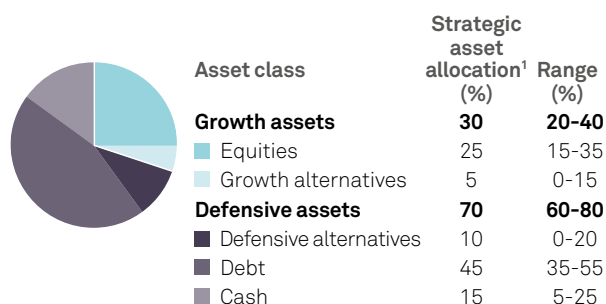 Strategic
asset
Asset class allocation¹ Range
(%) (%)
Growth assets 30 20-40
Equities 25 15-35
Growth alternatives 5 0-15
Defensive assets 70 60-80
Defensive alternatives 10 0-20
Debt 45 35-55
Cash 15 5-25